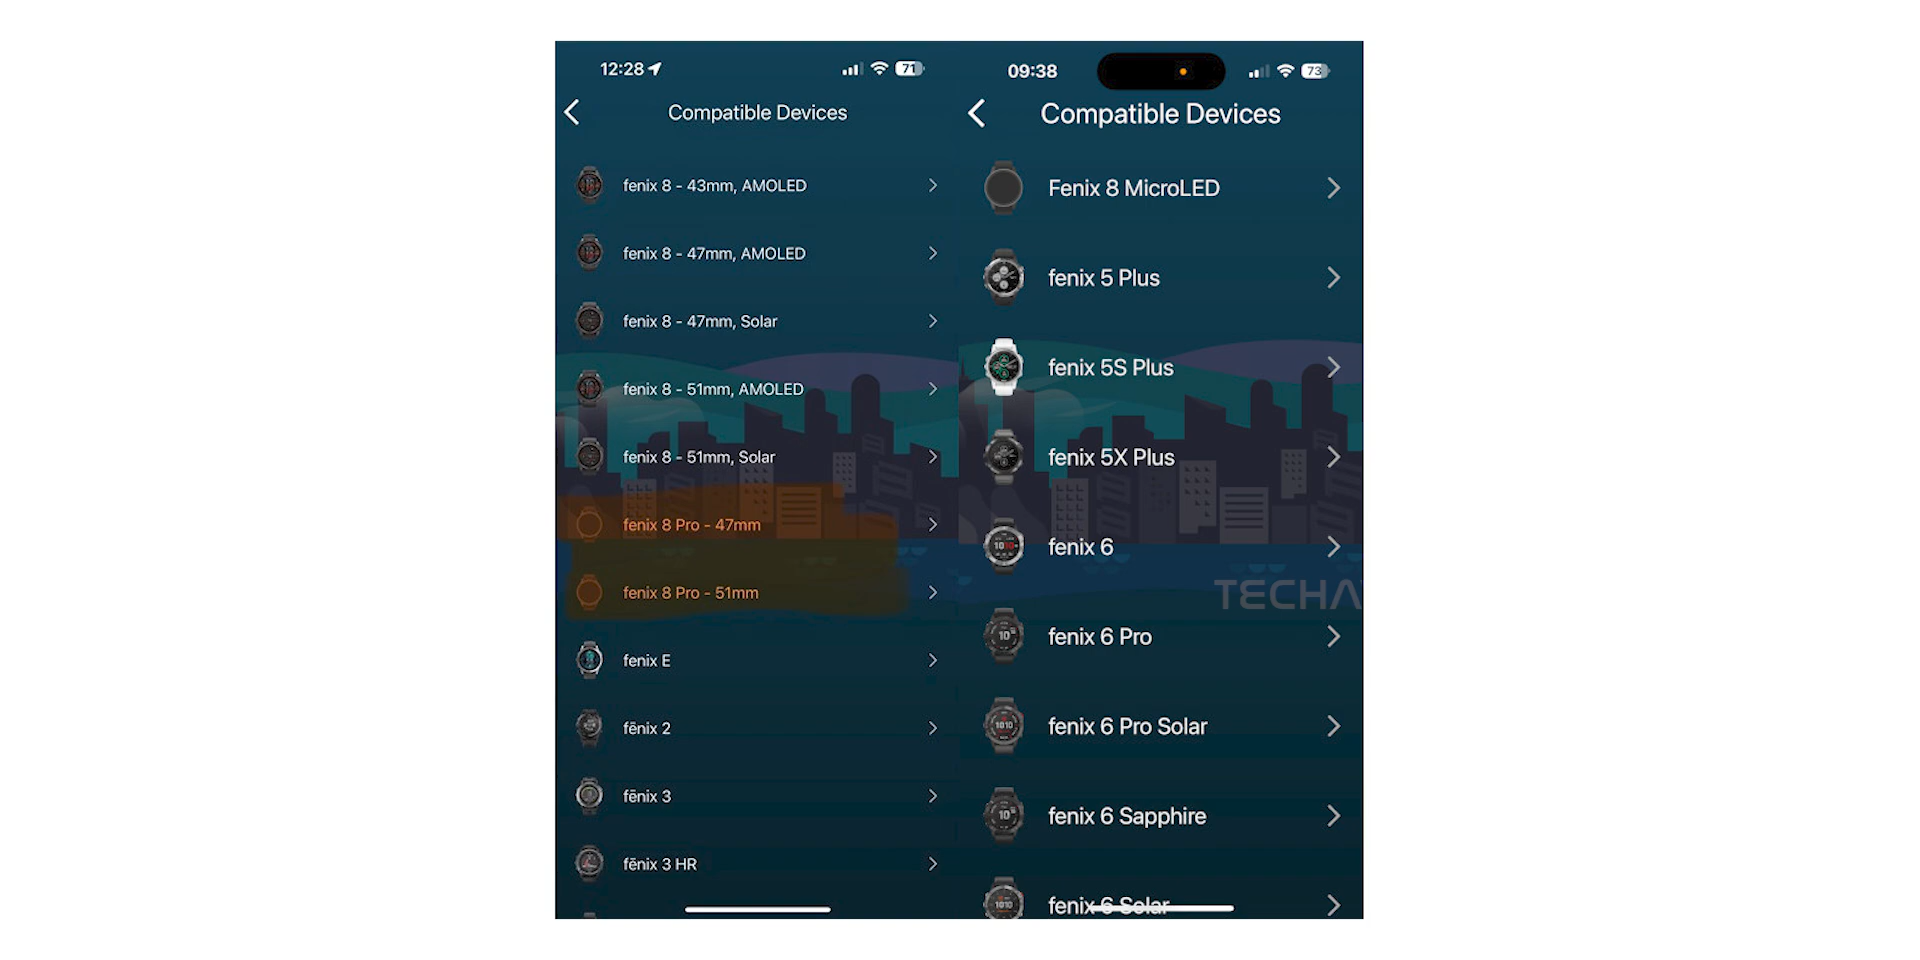 12:28
71
Compatible Devices
fenix 8 - 43mm, AMOLED
fenix 8 - 47mm, AMOLED
fenix 8 - 47mm, Solar
fenix 8 - 51mm, AMOLED
fenix 8 - 51mm, Solar
fenix 8 Pro - 47mm
fenix 8 Pro - 51mm
fenix E
fēnix 2
fēnix 3
fēnix 3 HR
09:38
73
Compatible Devices
Fenix 8 MicroLED
fenix 5 Plus
fenix 5S Plus
fenix 5X Plus
fenix 6
TECHA
fenix 6 Pro
fenix 6 Pro Solar
fenix 6 Sapphire
fenix 6 Solar